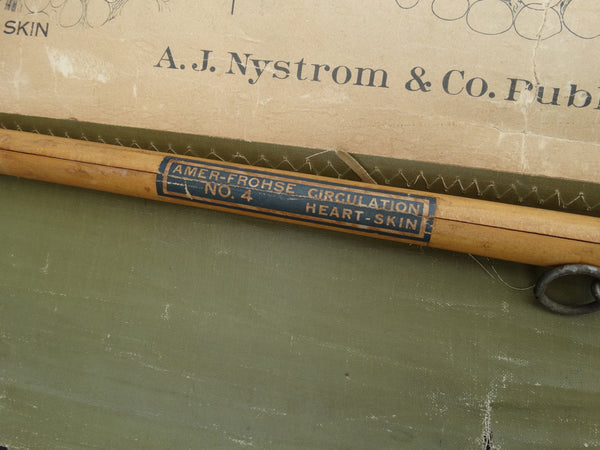 SKIN
A. J. Nystrom & Co. Publ
AMER-FROHSE CIRCULATION
NO. 4 HEART-SKIN